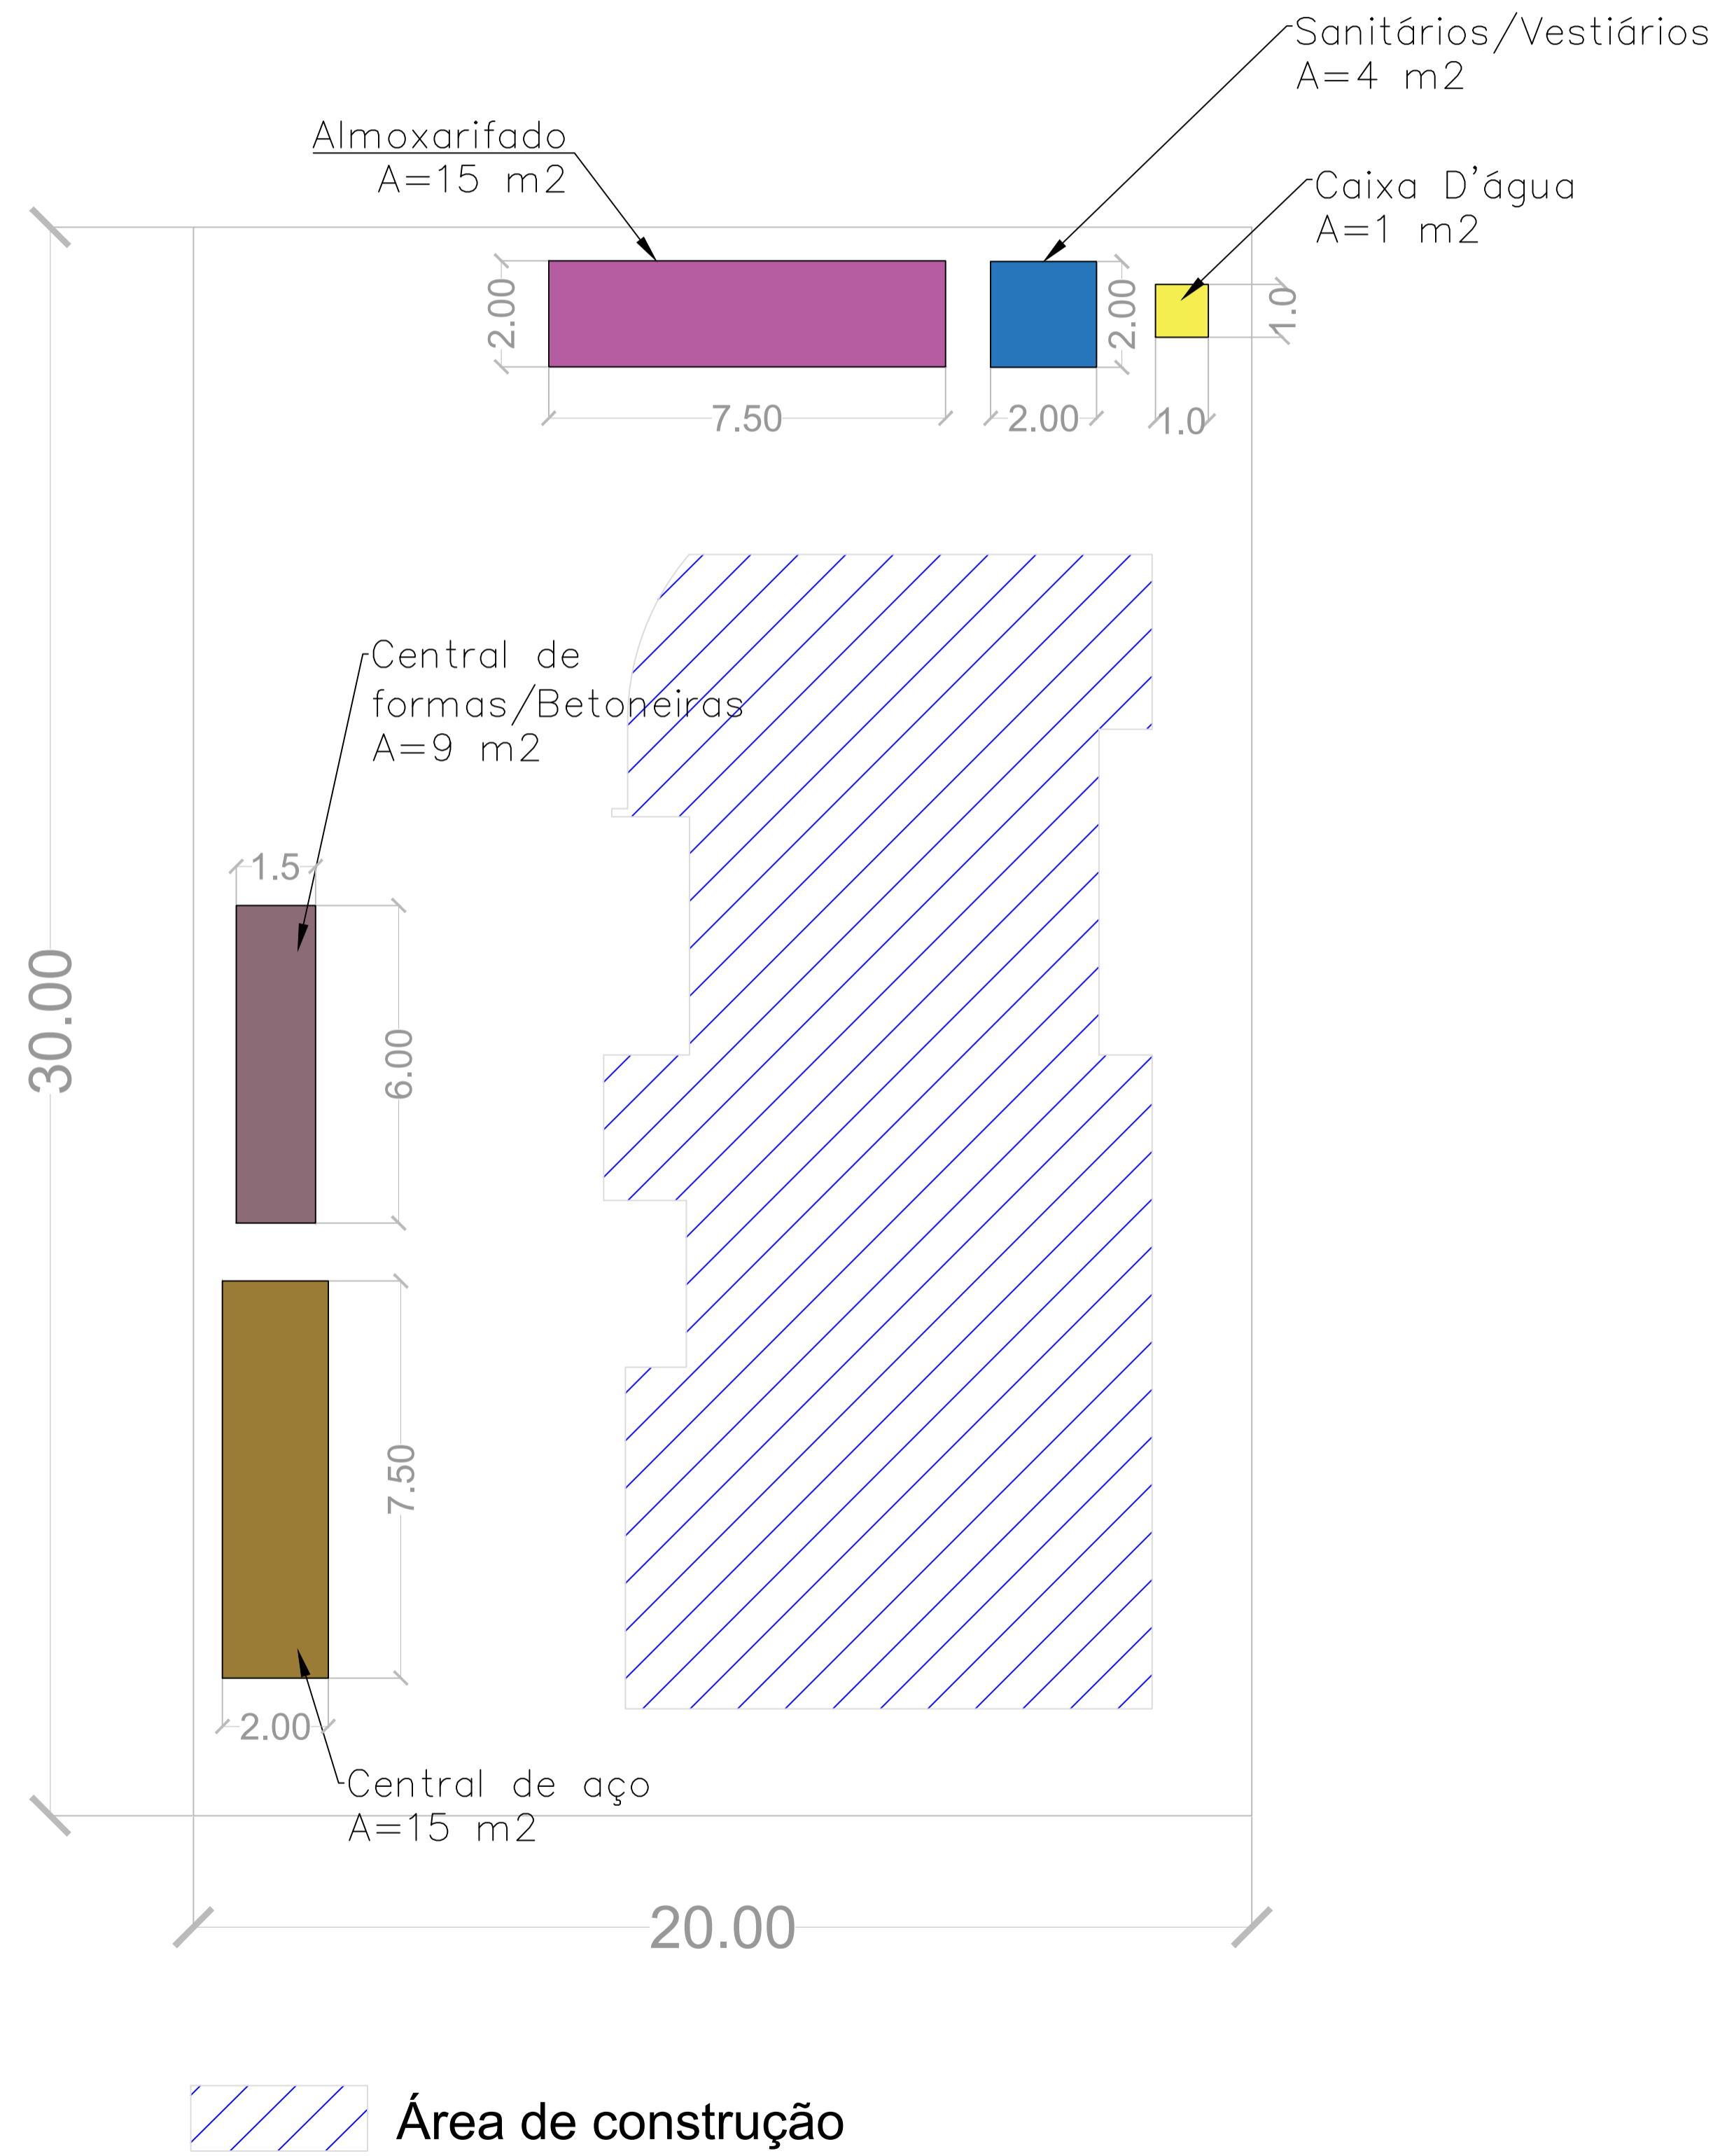 Sanitários/Vestiários
A=4 m2
Almoxarifado
A=15 m2
Caixa D'água
A=1 m2
2.00
2.00
1.0
7.50
2.00
1.0
Central de
formas/Betoneiras
A=9 m2
1.5
30.00
6.00
7.50
2.00
Central de aço
A=15 m2
20.00
Área de construção